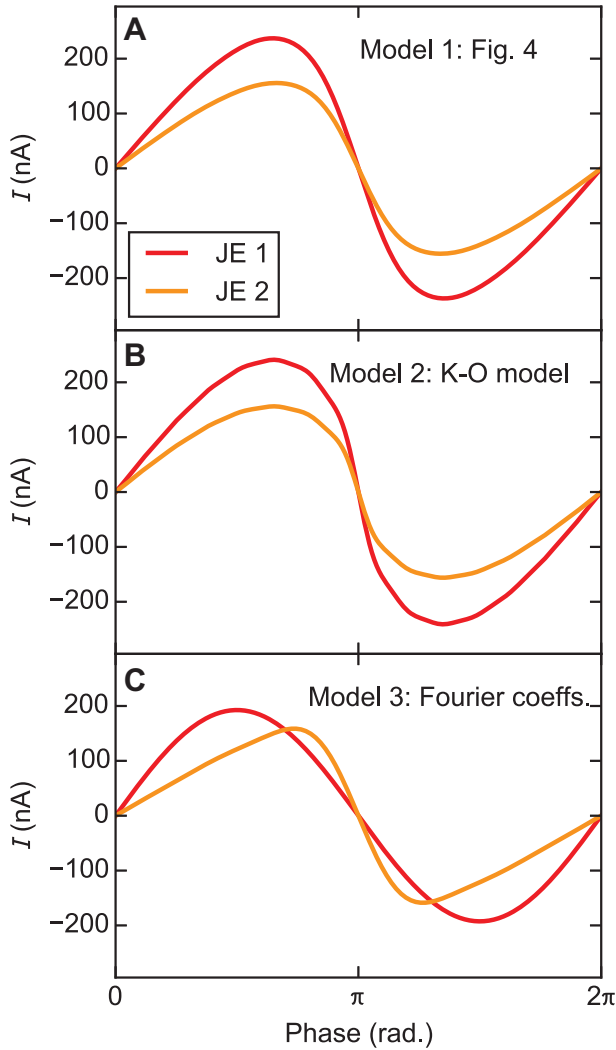 A
Model 1: Fig. 4
200
100
0
−100
−200
I (nA)
JE 1
JE 2
B
Model 2: K-O model
200
100
0
−100
−200
I (nA)
C
Model 3: Fourier coeffs.
200
100
0
−100
−200
I (nA)
0
π
2π
Phase (rad.)